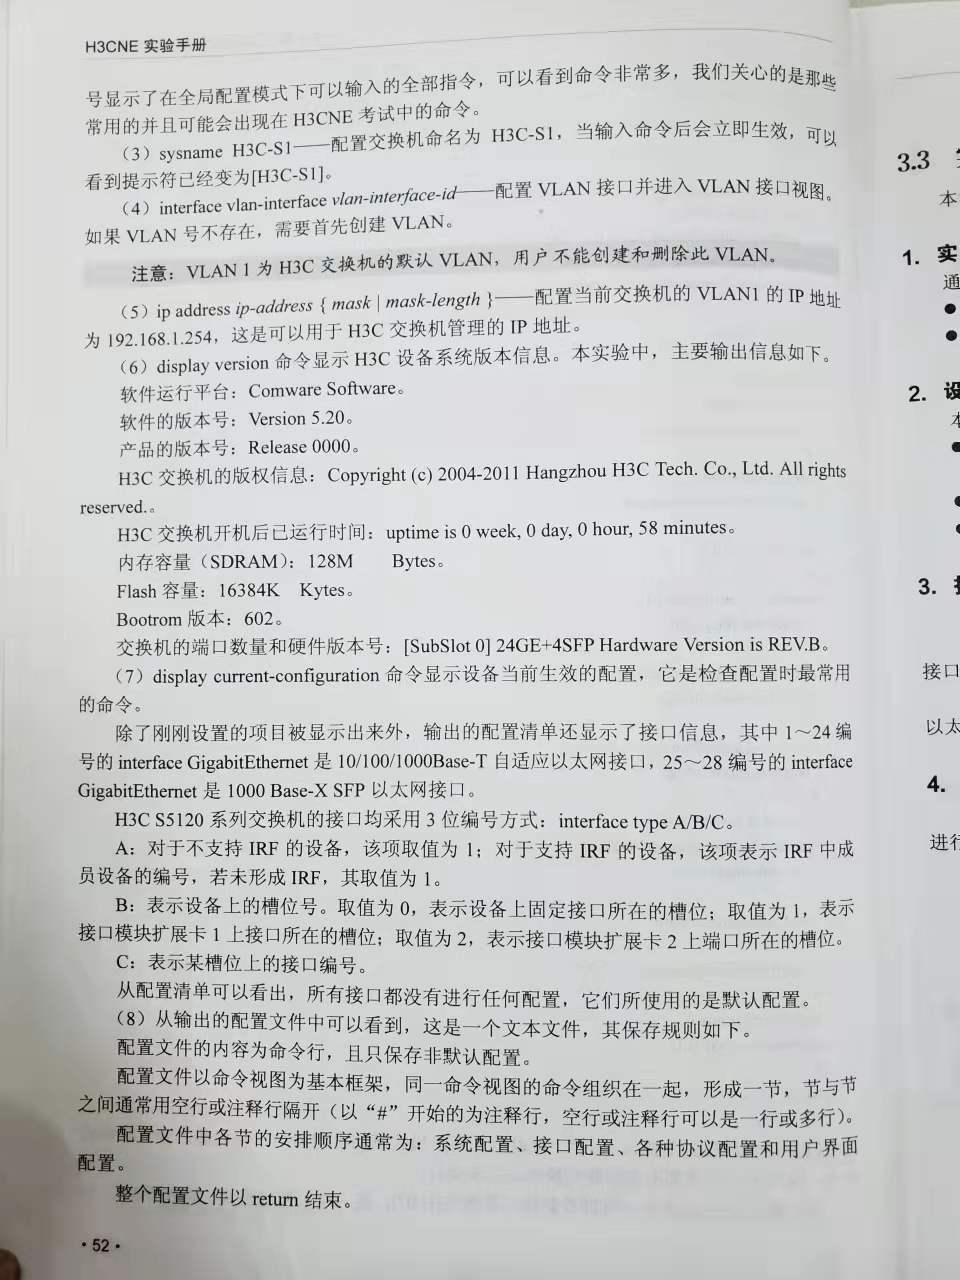 H3CNE 实验手册
号显示了在全局配置模式下可以输入的全部指令，可以看到命令非常多，我们关心的是那些
常用的并且可能会出现在 H3CNE 考试中的命令。
（3）sysname H3C-S1——配置交换机命名为 H3C-S1，当输入命令后会立即生效，可以
看到提示符已经变为[H3C-S1]。
（4）interface vlan-interface vlan-interface-id——配置 VLAN 接口并进入 VLAN 接口视图。
如果 VLAN 号不存在，需要首先创建 VLAN。
注意：VLAN 1 为 H3C 交换机的默认 VLAN，用户不能创建和删除此 VLAN。
（5）ip address ip-address { mask | mask-length }——配置当前交换机的 VLAN1 的 IP 地址
为 192.168.1.254，这是可以用于 H3C 交换机管理的 IP 地址。
（6）display version 命令显示 H3C 设备系统版本信息。本实验中，主要输出信息如下。
软件运行平台：Comware Software。
软件的版本号：Version 5.20。
产品的版本号：Release 0000。
H3C 交换机的版权信息：Copyright (c) 2004-2011 Hangzhou H3C Tech. Co., Ltd. All rights
reserved.。
H3C 交换机开机后已运行时间：uptime is 0 week, 0 day, 0 hour, 58 minutes。
内存容量（SDRAM）：128M Bytes。
Flash 容量：16384K Kytes。
Bootrom 版本：602。
交换机的端口数量和硬件版本号：[SubSlot 0] 24GE+4SFP Hardware Version is REV.B。
（7）display current-configuration 命令显示设备当前生效的配置，它是检查配置时最常用
的命令。
除了刚刚设置的项目被显示出来外，输出的配置清单还显示了接口信息，其中 1～24 编
号的 interface GigabitEthernet 是 10/100/1000Base-T 自适应以太网接口，25～28 编号的 interface
GigabitEthernet 是 1000 Base-X SFP 以太网接口。
H3C S5120 系列交换机的接口均采用 3 位编号方式：interface type A/B/C。
A：对于不支持 IRF 的设备，该项取值为 1；对于支持 IRF 的设备，该项表示 IRF 中成
员设备的编号，若未形成 IRF，其取值为 1。
B：表示设备上的槽位号。取值为 0，表示设备上固定接口所在的槽位；取值为 1，表示
接口模块扩展卡 1 上接口所在的槽位；取值为 2，表示接口模块扩展卡 2 上端口所在的槽位。
C：表示某槽位上的接口编号。
从配置清单可以看出，所有接口都没有进行任何配置，它们所使用的是默认配置。
（8）从输出的配置文件中可以看到，这是一个文本文件，其保存规则如下。
配置文件的内容为命令行，且只保存非默认配置。
配置文件以命令视图为基本框架，同一命令视图的命令组织在一起，形成一节，节与节
之间通常用空行或注释行隔开（以“#”开始的为注释行，空行或注释行可以是一行或多行）。
配置文件中各节的安排顺序通常为：系统配置、接口配置、各种协议配置和用户界面
配置。
整个配置文件以 return 结束。
·52·
3.3
本
1. 实
通
2. 设
3.
接口
以太
4.
进行